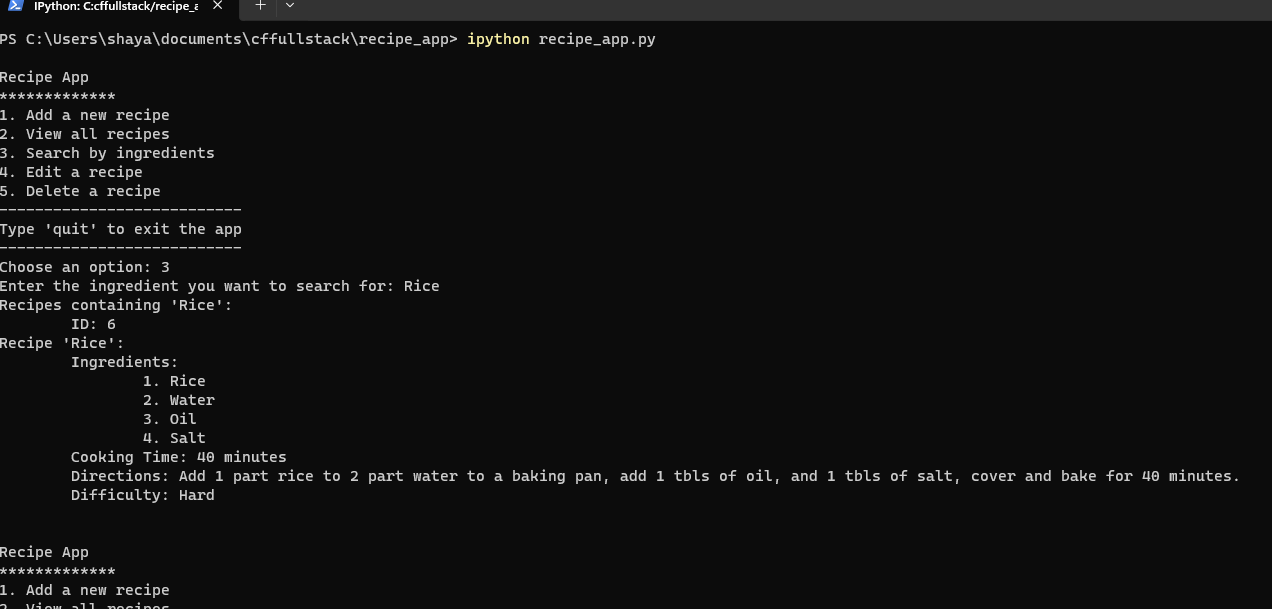 IPython: C:cffullstack/recipe_a
PS C:\Users\shaya\documents\cffullstack\recipe_app> ipython recipe_app.py
Recipe App
*************
1. Add a new recipe
2. View all recipes
3. Search by ingredients
4. Edit a recipe
5. Delete a recipe
---------------------------
Type 'quit' to exit the app
---------------------------
Choose an option: 3
Enter the ingredient you want to search for: Rice
Recipes containing 'Rice':
ID: 6
Recipe 'Rice':
Ingredients:
1. Rice
2. Water
3. Oil
4. Salt
Cooking Time: 40 minutes
Directions: Add 1 part rice to 2 part water to a baking pan, add 1 tbls of oil, and 1 tbls of salt, cover and bake for 40 minutes.
Difficulty: Hard
Recipe App
*************
1. Add a new recipe
2. View all recipes